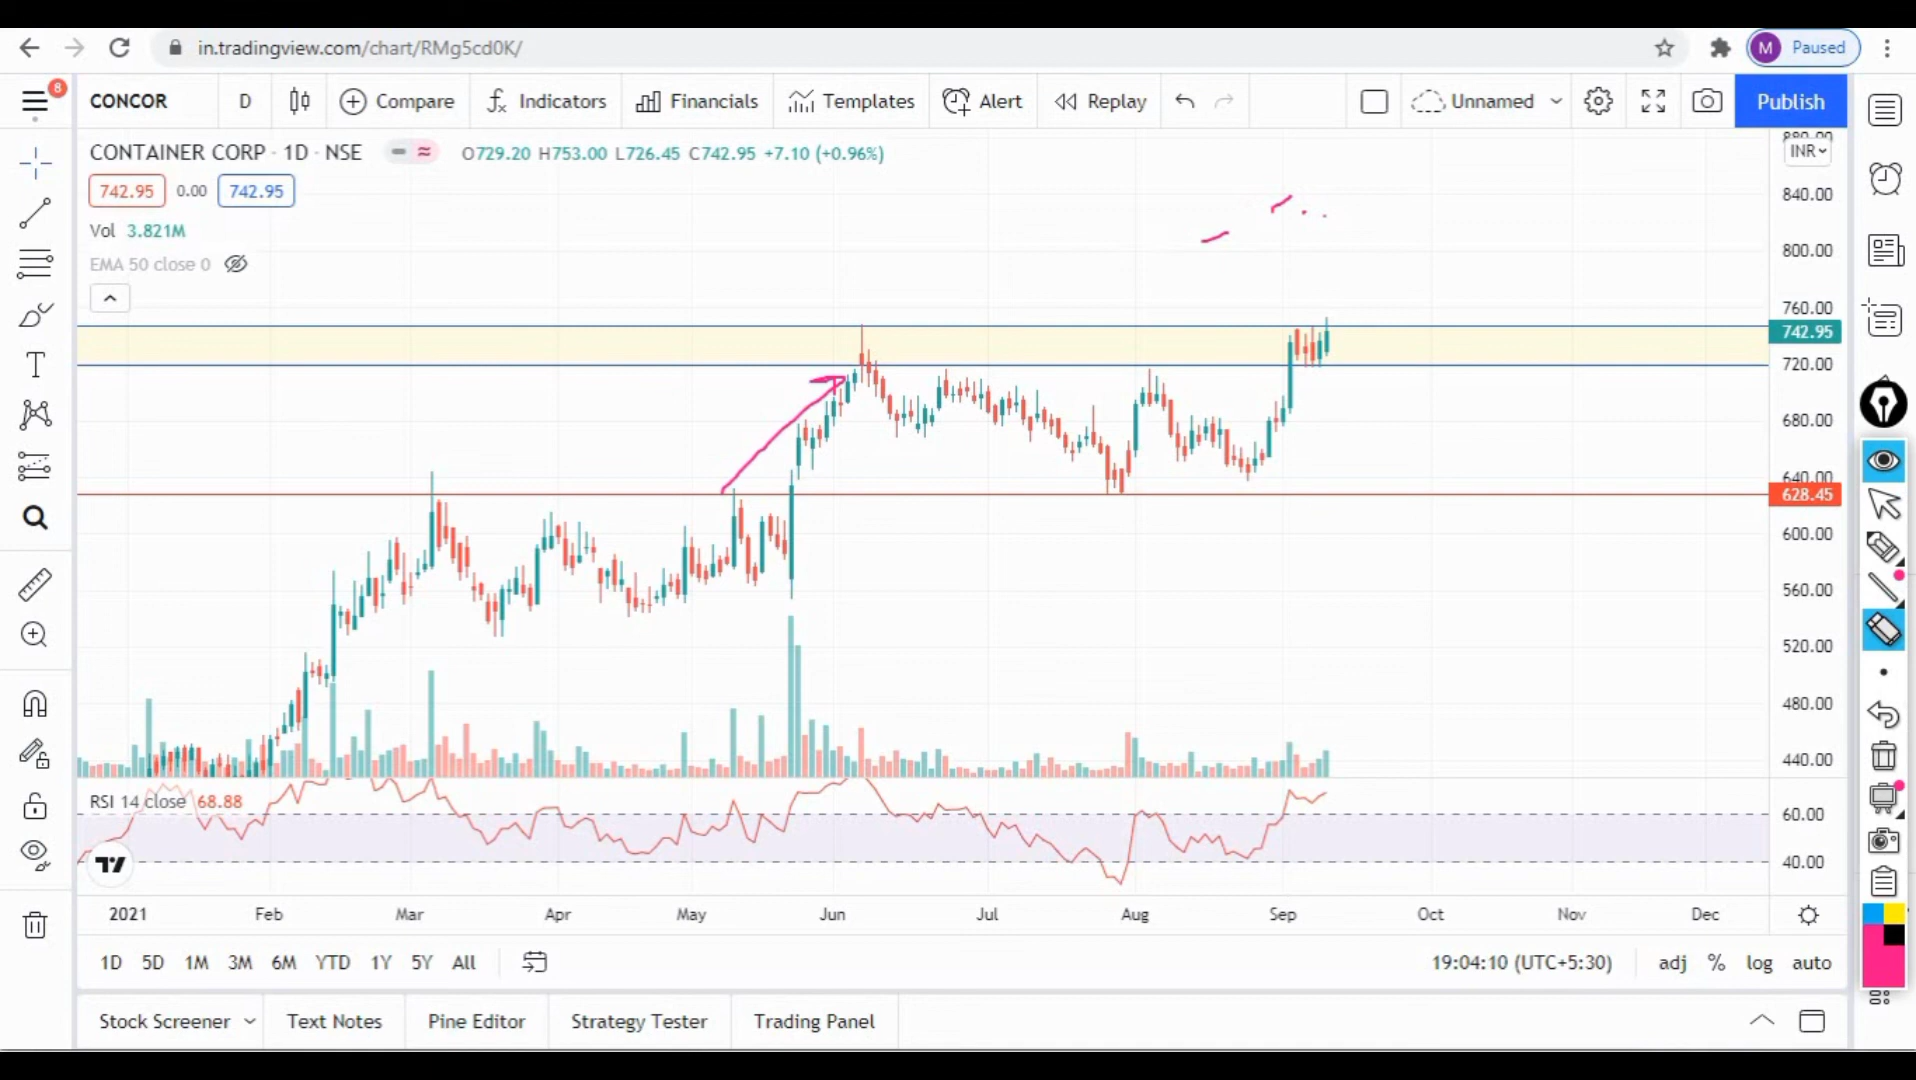 in.tradingview.com/chart/RMg5cd0K/
M Paused
8
CONCOR D Compare Indicators Financials Templates Alert Replay Unnamed Publish
CONTAINER CORP · 1D · NSE O729.20 H753.00 L726.45 C742.95 +7.10 (+0.96%)
INR
742.95 0.00 742.95
Vol 3.821M
EMA 50 close 0
880.00
840.00
800.00
760.00
742.95
720.00
680.00
640.00
628.45
600.00
560.00
520.00
480.00
440.00
RSI 14 close 68.88
60.00
40.00
2021 Feb Mar Apr May Jun Jul Aug Sep Oct Nov Dec
1D 5D 1M 3M 6M YTD 1Y 5Y All 19:04:10 (UTC+5:30) adj % log auto
Stock Screener Text Notes Pine Editor Strategy Tester Trading Panel